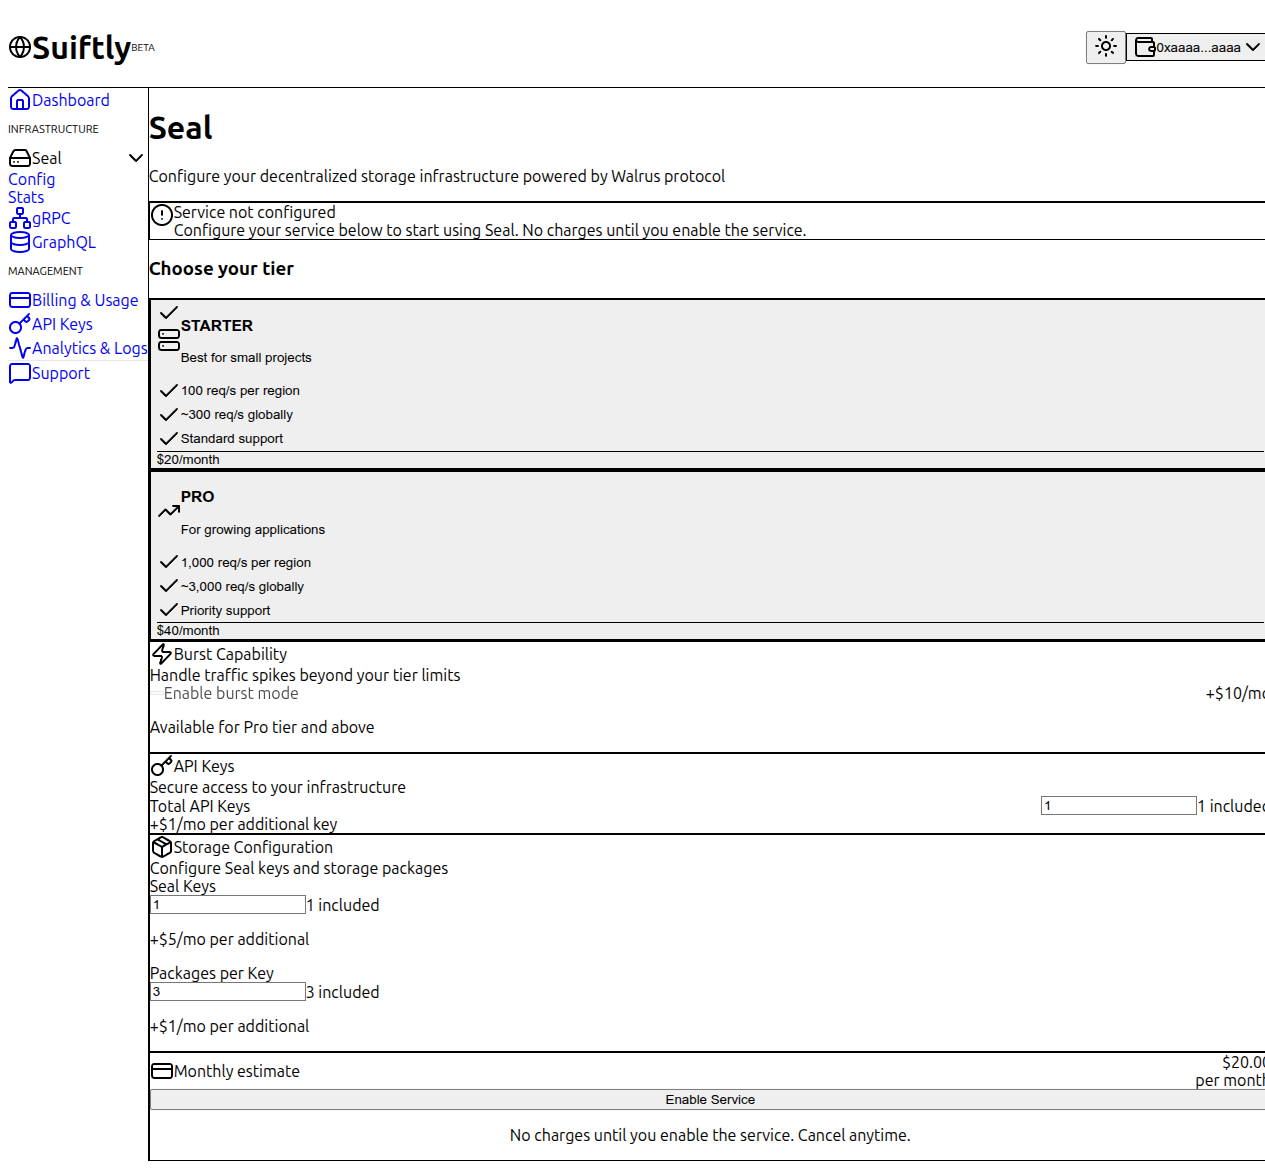 Suiftly BETA
0xaaaa...aaaa
Dashboard
INFRASTRUCTURE
Seal
Config
Stats
gRPC
GraphQL
MANAGEMENT
Billing & Usage
API Keys
Analytics & Logs
Support
Seal
Configure your decentralized storage infrastructure powered by Walrus protocol
Service not configured
Configure your service below to start using Seal. No charges until you enable the service.
Choose your tier
STARTER
Best for small projects
100 req/s per region
~300 req/s globally
Standard support
$20/month
PRO
For growing applications
1,000 req/s per region
~3,000 req/s globally
Priority support
$40/month
Burst Capability
Handle traffic spikes beyond your tier limits
Enable burst mode +$10/mo
Available for Pro tier and above
API Keys
Secure access to your infrastructure
Total API Keys 1 1 included
+$1/mo per additional key
Storage Configuration
Configure Seal keys and storage packages
Seal Keys
1 1 included
+$5/mo per additional
Packages per Key
3 3 included
+$1/mo per additional
Monthly estimate $20.00
per month
Enable Service
No charges until you enable the service. Cancel anytime.